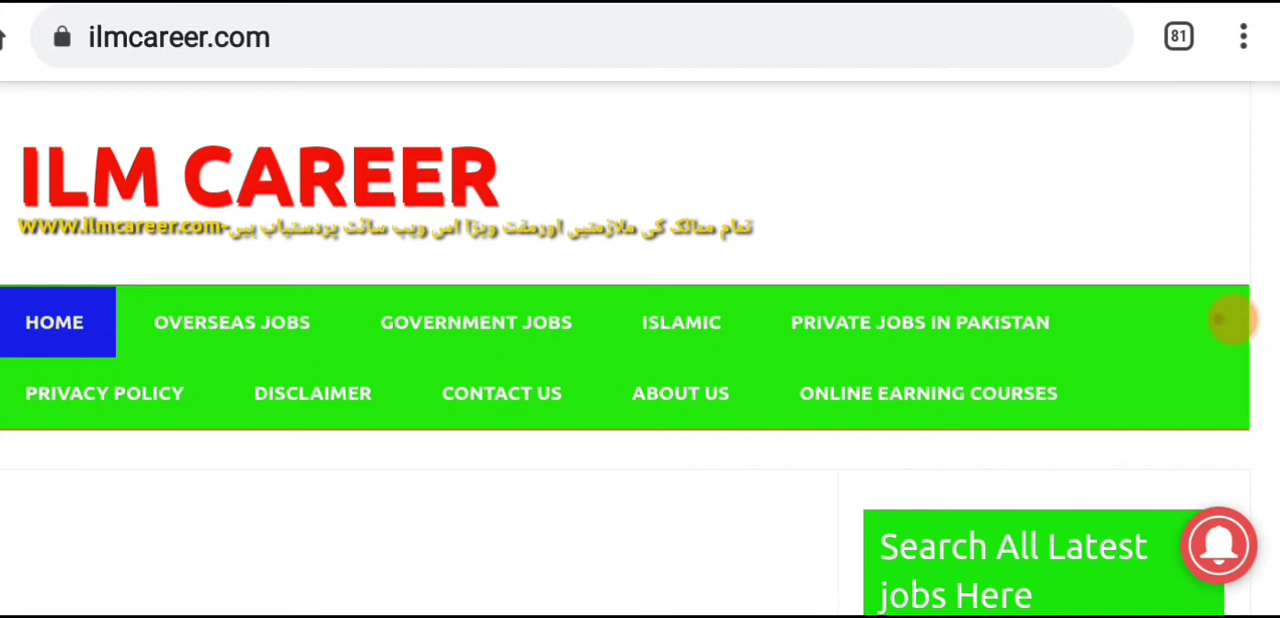 ilmcareer.com
81
ILM CAREER
تمام ممالک کی ملازمتیں اورمفت ویزا اس ویب سائٹ پردستیاب ہیں-www.ilmcareer.com
HOME OVERSEAS JOBS GOVERNMENT JOBS ISLAMIC PRIVATE JOBS IN PAKISTAN
PRIVACY POLICY DISCLAIMER CONTACT US ABOUT US ONLINE EARNING COURSES
Search All Latest
jobs Here